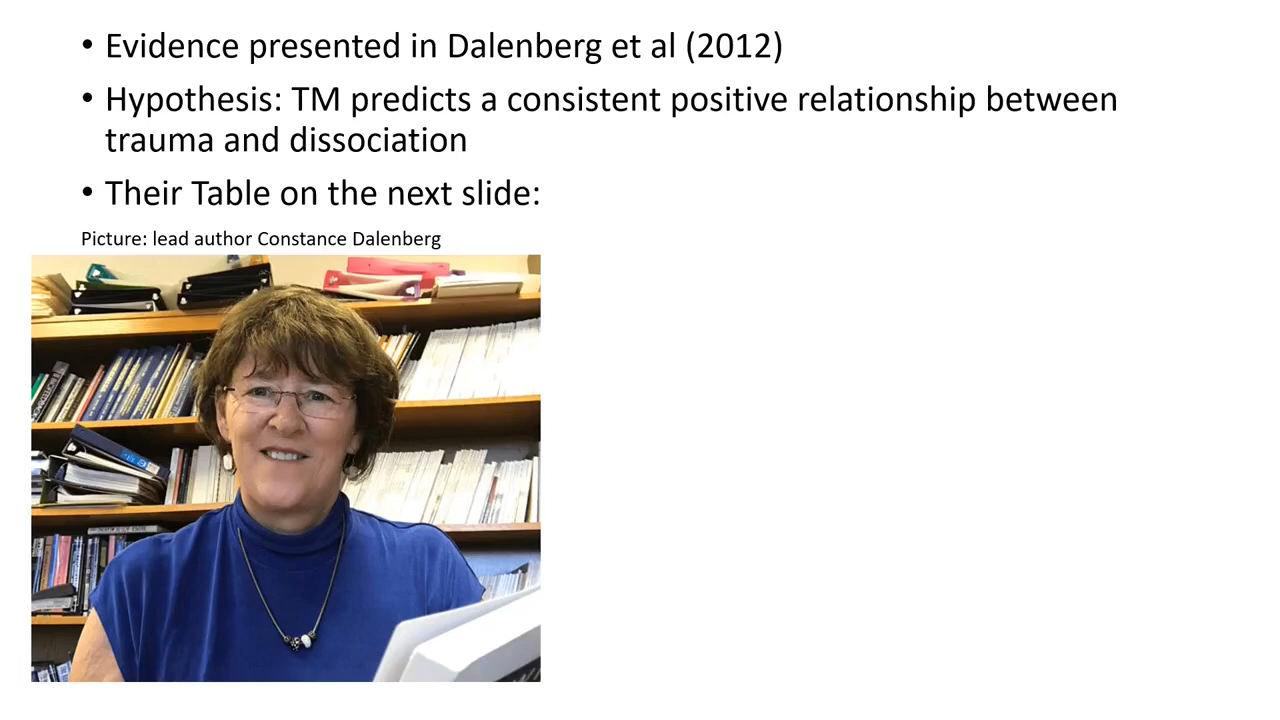 • Evidence presented in Dalenberg et al (2012)
• Hypothesis: TM predicts a consistent positive relationship between
trauma and dissociation
• Their Table on the next slide:
Picture: lead author Constance Dalenberg